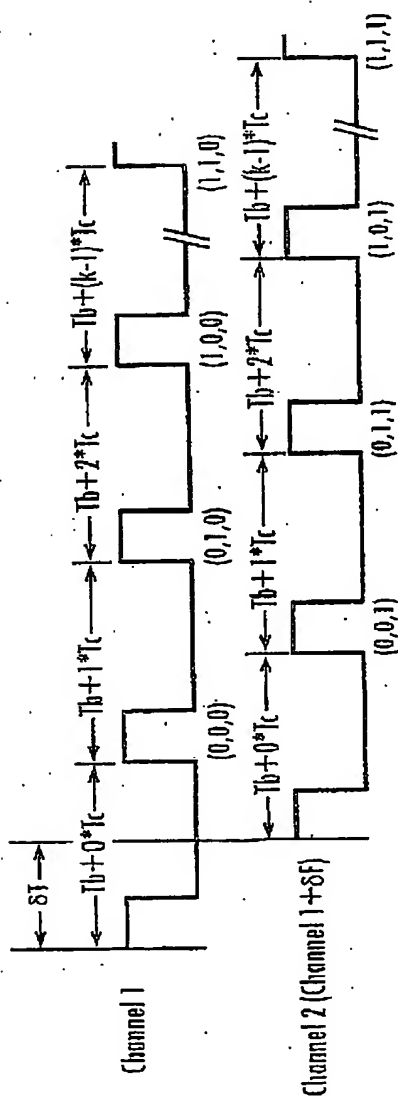 δT
Tb+0*Tc
Tb+1*Tc
Tb+2*Tc
Tb+(k-1)*Tc
Channel 1
(0,0,0)
(0,1,0)
(1,0,0)
(1,1,0)
Tb+0*Tc
Tb+1*Tc
Tb+2*Tc
Tb+(k-1)*Tc
Channel 2 (Channel 1+δF)
(0,0,1)
(0,1,1)
(1,0,1)
(1,1,1)